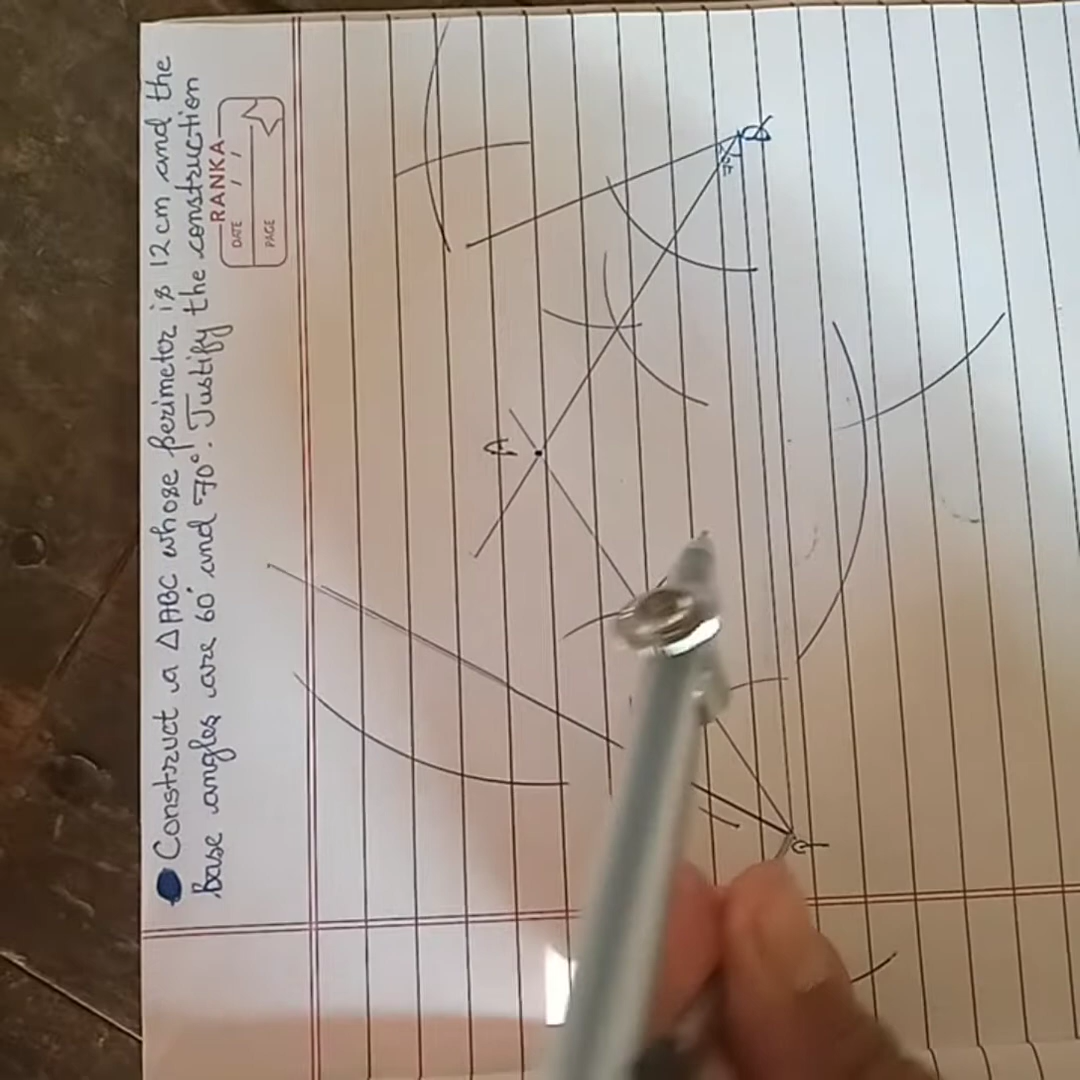 Construct a ΔABC whose perimeter is 12 cm and the
base angles are 60° and 70°. Justify the construction
RANKA
DATE / /
PAGE
A
Q
70°
P